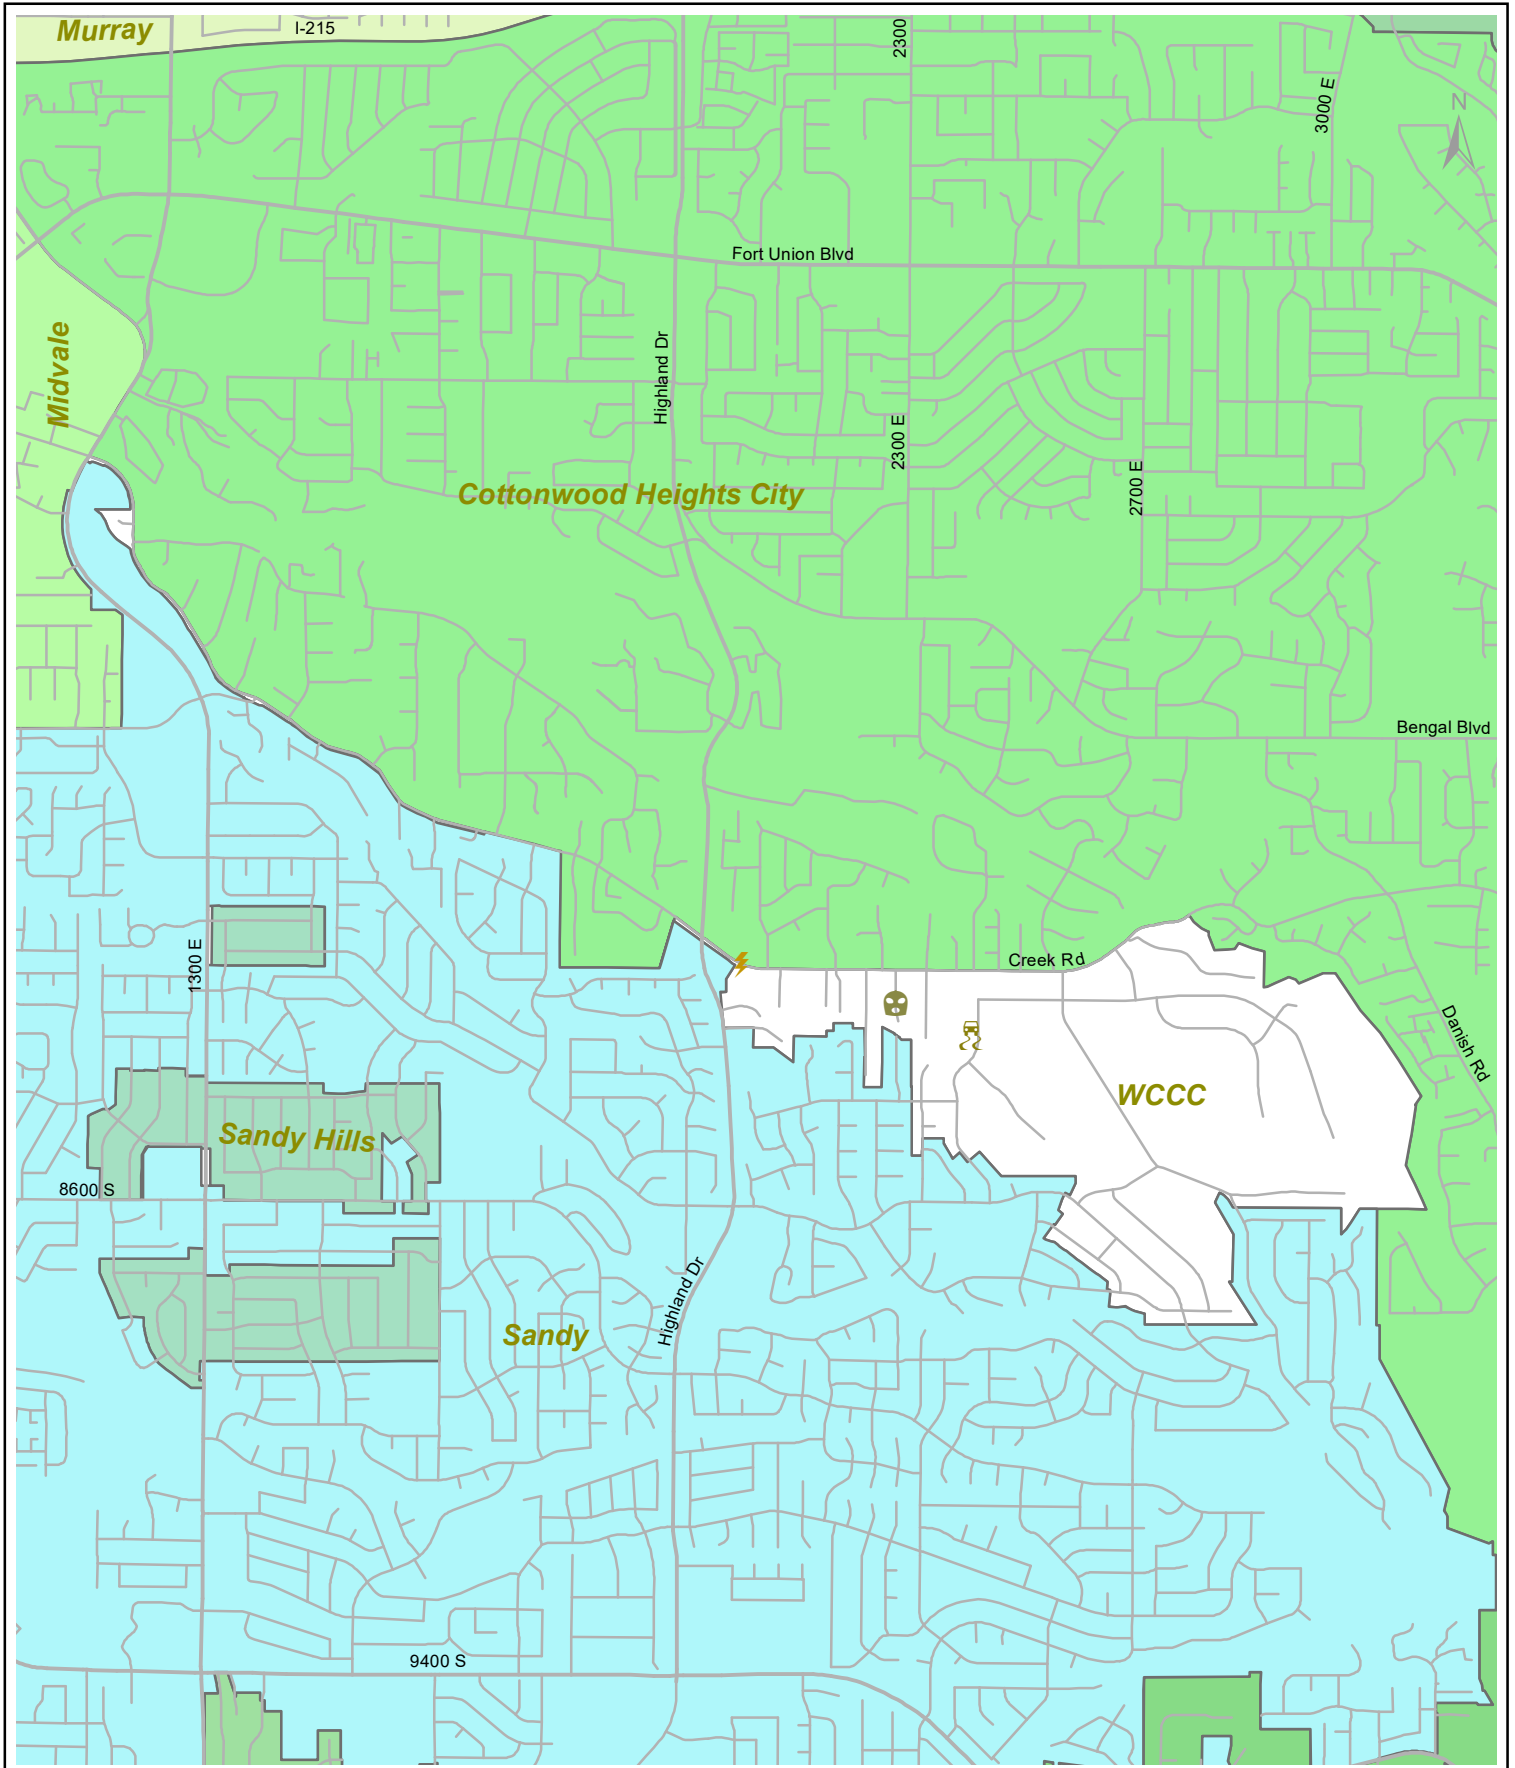 Murray
I-215
2300
3000 E
N
Fort Union Blvd
Midvale
Highland Dr
2300 E
2700 E
Cottonwood Heights City
Bengal Blvd
1300 E
Creek Rd
Danish Rd
WCCC
Sandy Hills
8600 S
Highland Dr
Sandy
9400 S